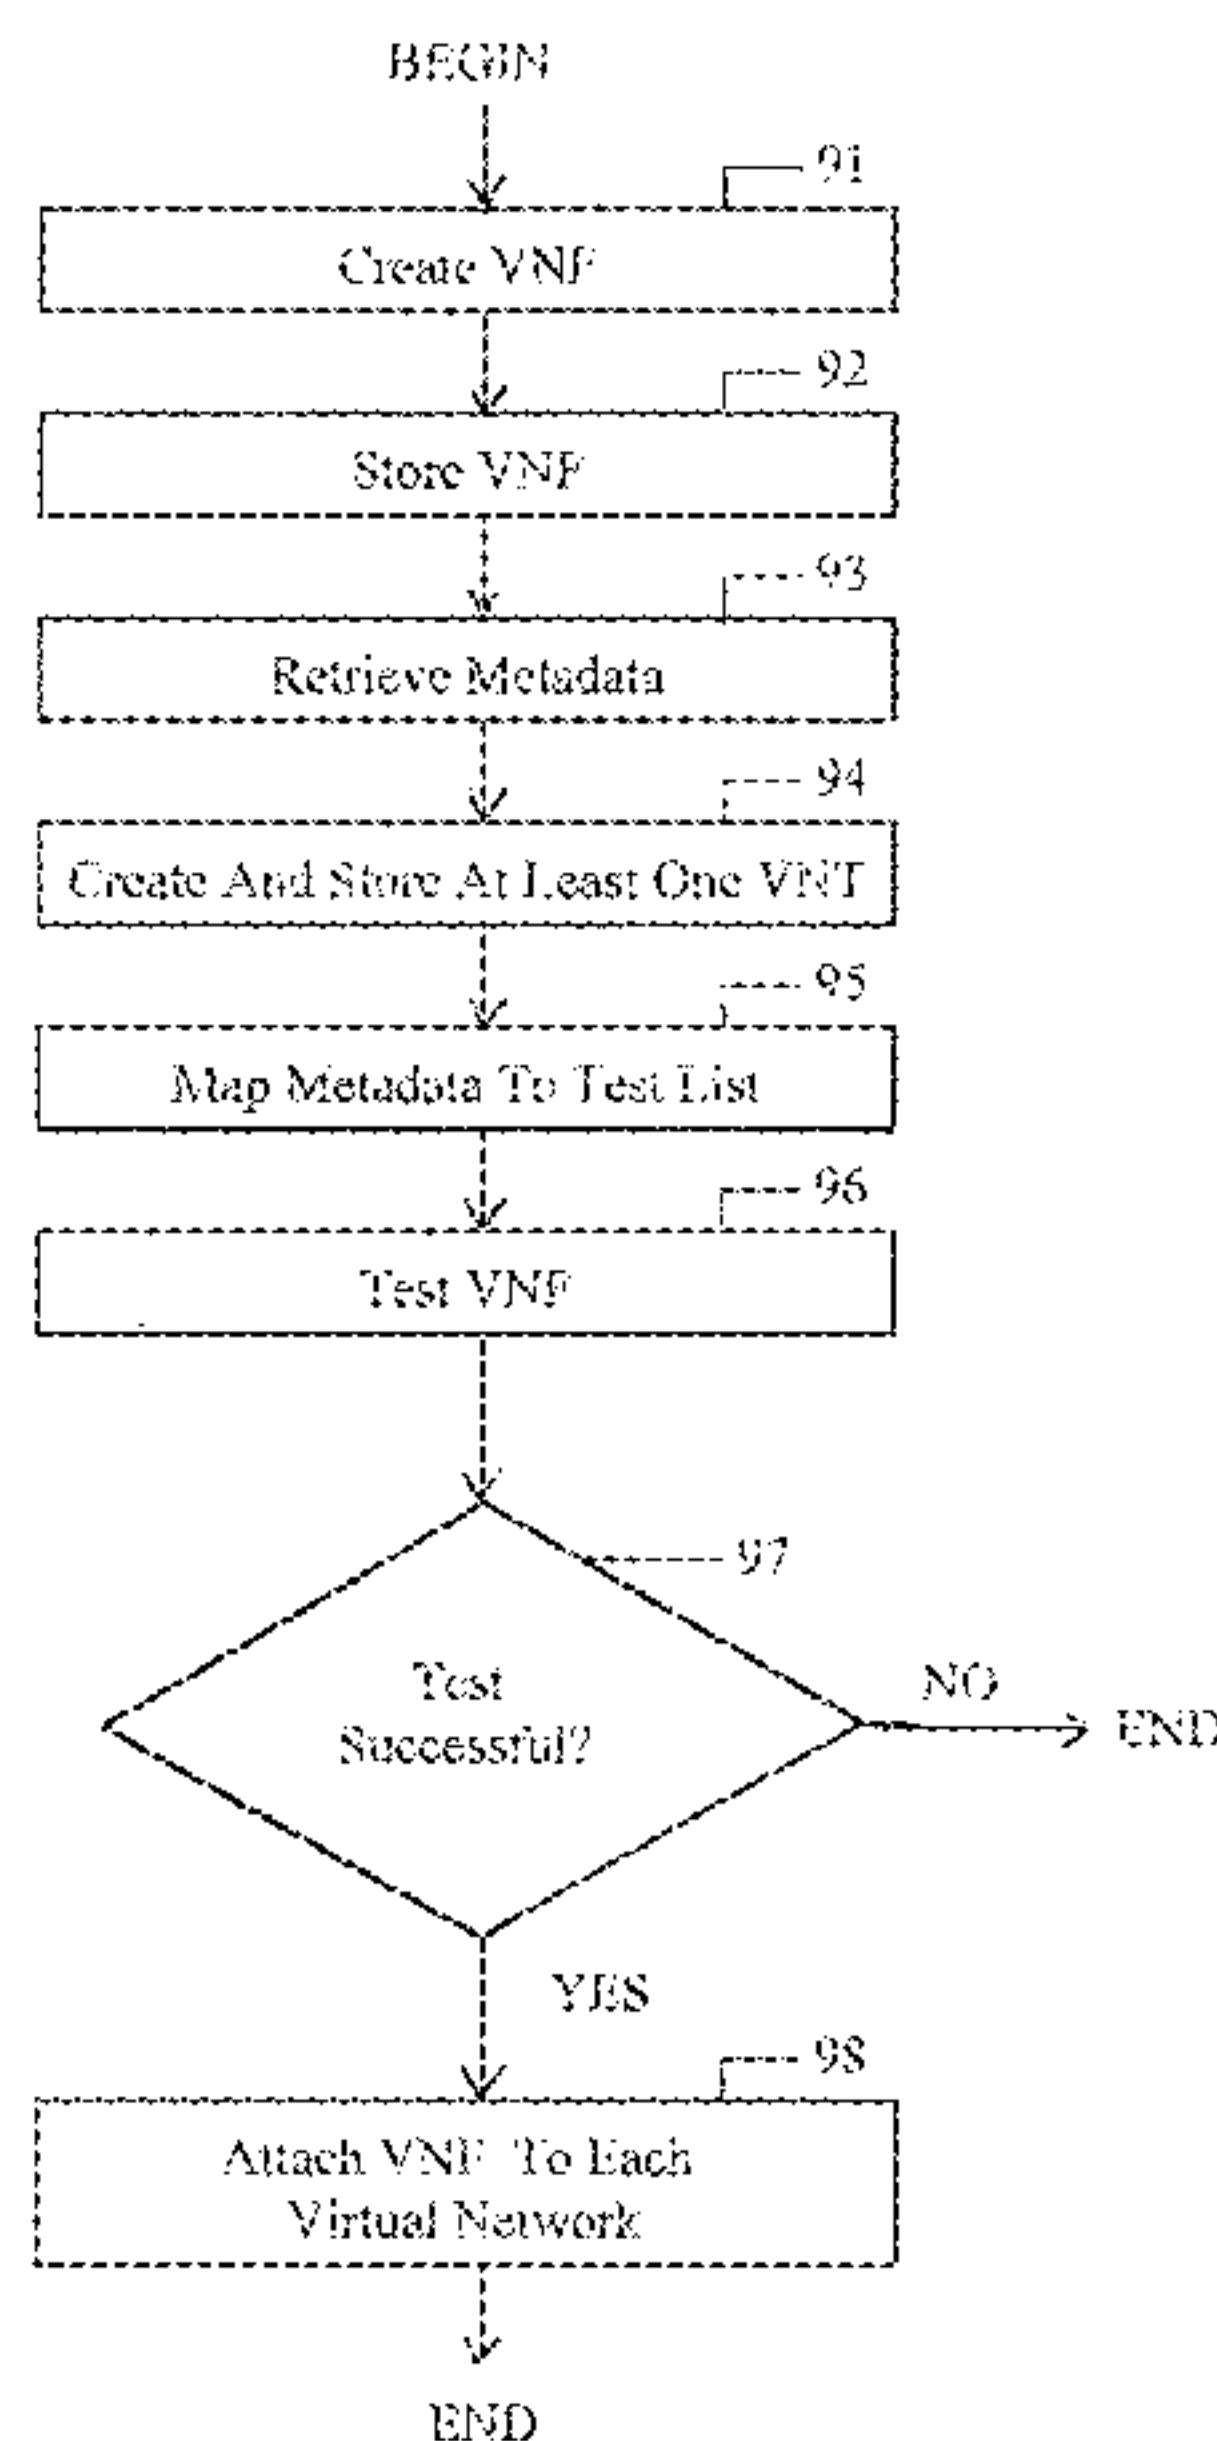 BEGIN
91
Create VNF
92
Store VNF
93
Retrieve Metadata
94
Create And Store At Least One VNT
95
Map Metadata To Test List
96
Test VNF
97
Test
Successful?
NO
END
YES
98
Attach VNF To Each
Virtual Network
END